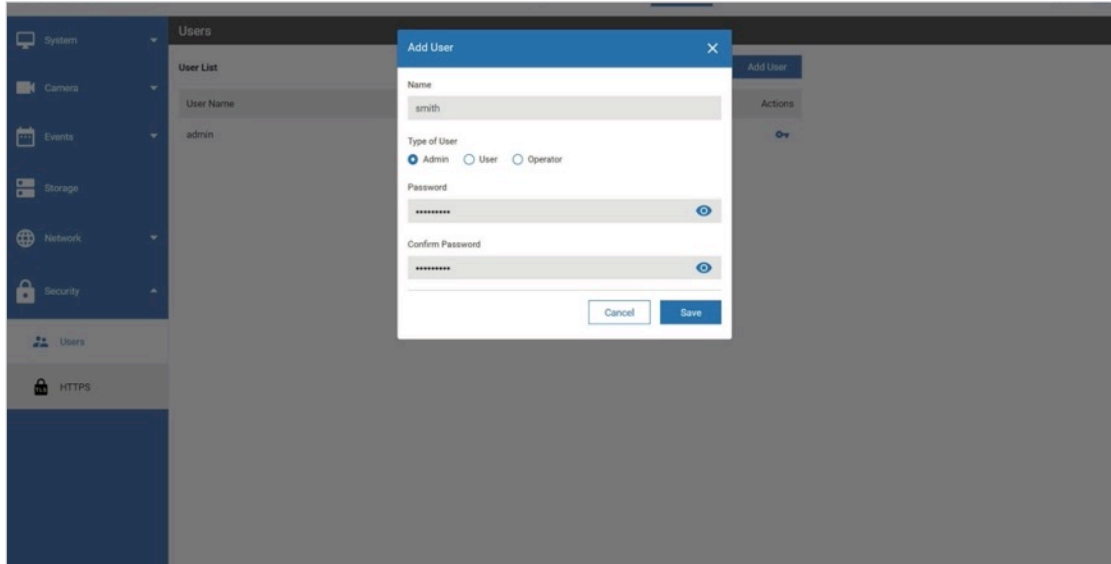 Users
System
Camera
Events
Storage
Network
Security
Users
HTTPS
User List
Add User
User Name
Actions
admin
Add User
Name
smith
Type of User
Admin User Operator
Password
•••••••••
Confirm Password
•••••••••
Cancel Save